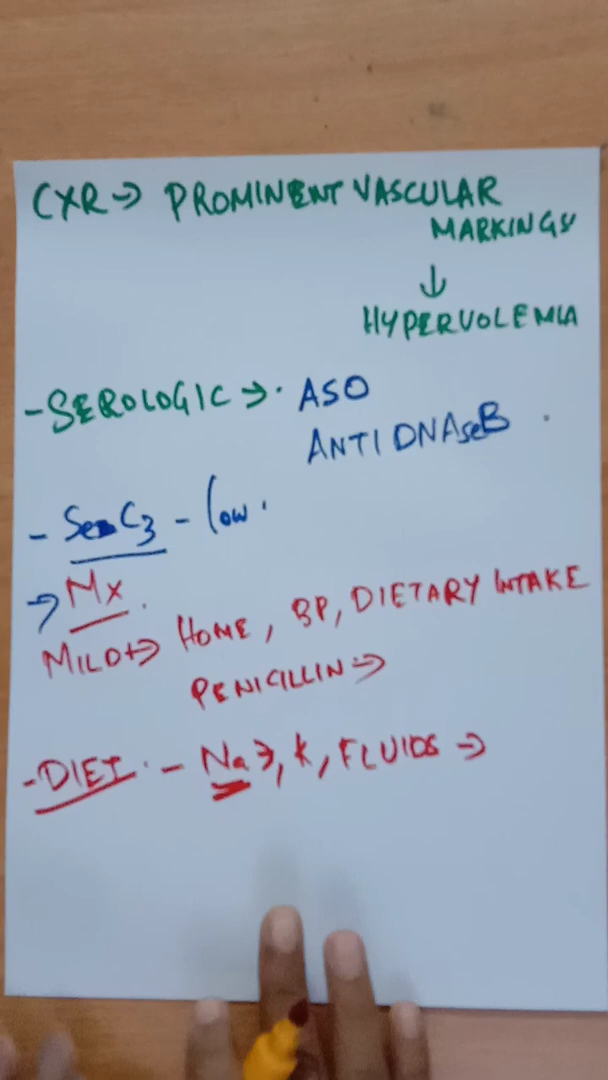 CXR → PROMINENT VASCULAR
MARKINGS
↓
HYPERVOLEMIA
- SEROLOGIC → · ASO
ANTI DNAseB
- Se C3 - low .
→ Mx .
MILD → HOME, BP, DIETARY INTAKE
PENICILLIN →
- DIET · - Na →, K, FLUIDS →